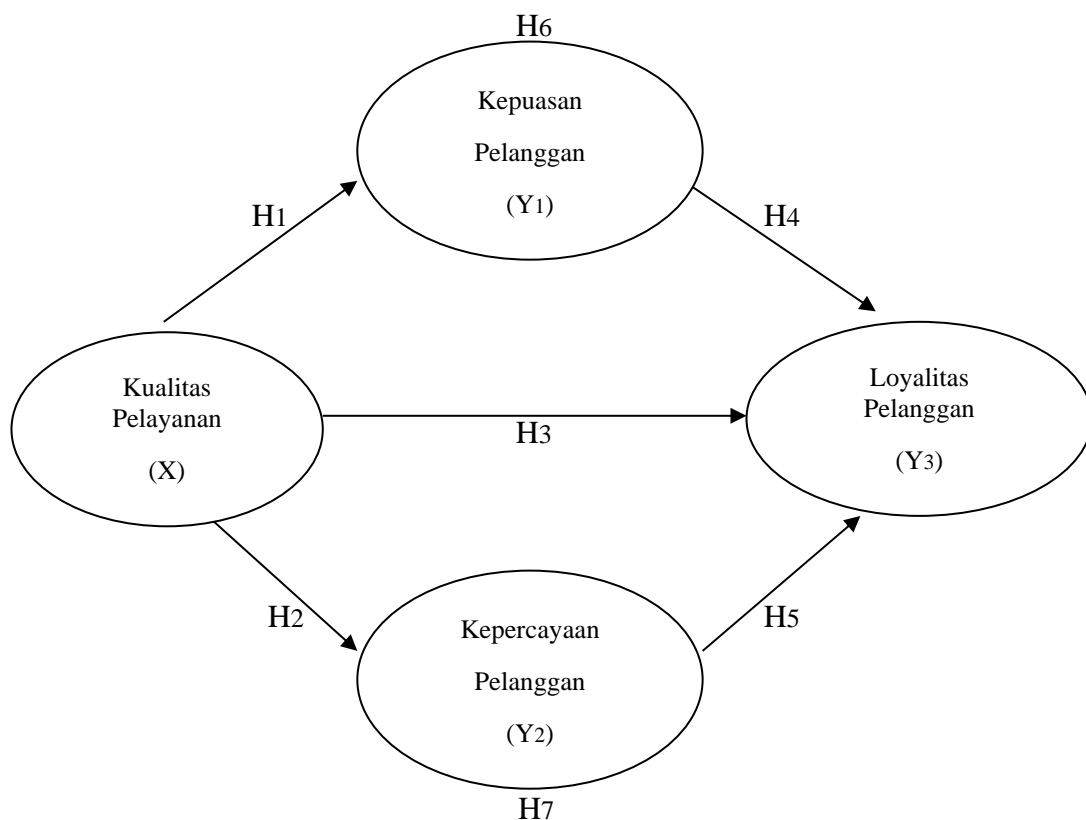 H6
Kepuasan
Pelanggan
(Y1)
H1
H4
Kualitas
Pelayanan
(X)
Loyalitas
Pelanggan
(Y3)
H3
H2
Kepercayaan
Pelanggan
(Y2)
H5
H7